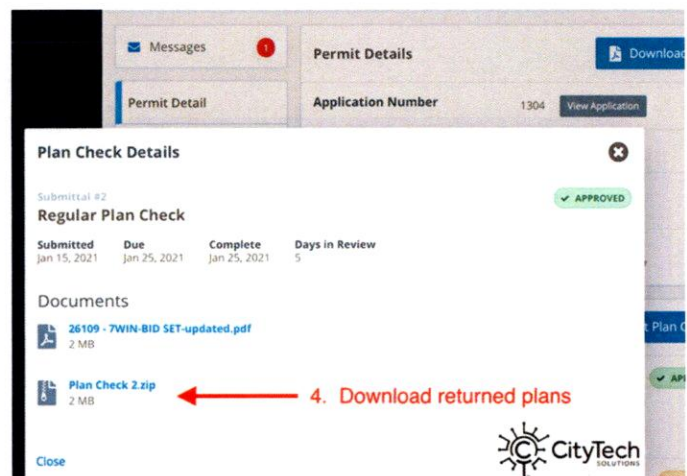 Messages
1
Permit Details
Download
Permit Detail
Application Number
1304
View Application
Plan Check Details
Submittal #2
APPROVED
Regular Plan Check
Submitted Due Complete Days in Review
Jan 15, 2021 Jan 25, 2021 Jan 25, 2021 5
Documents
26109 - 7WIN-BID SET-updated.pdf
2 MB
Plan
Plan Check 2.zip
2 MB
4. Download returned plans
Close
CityTech
SOLUTIONS